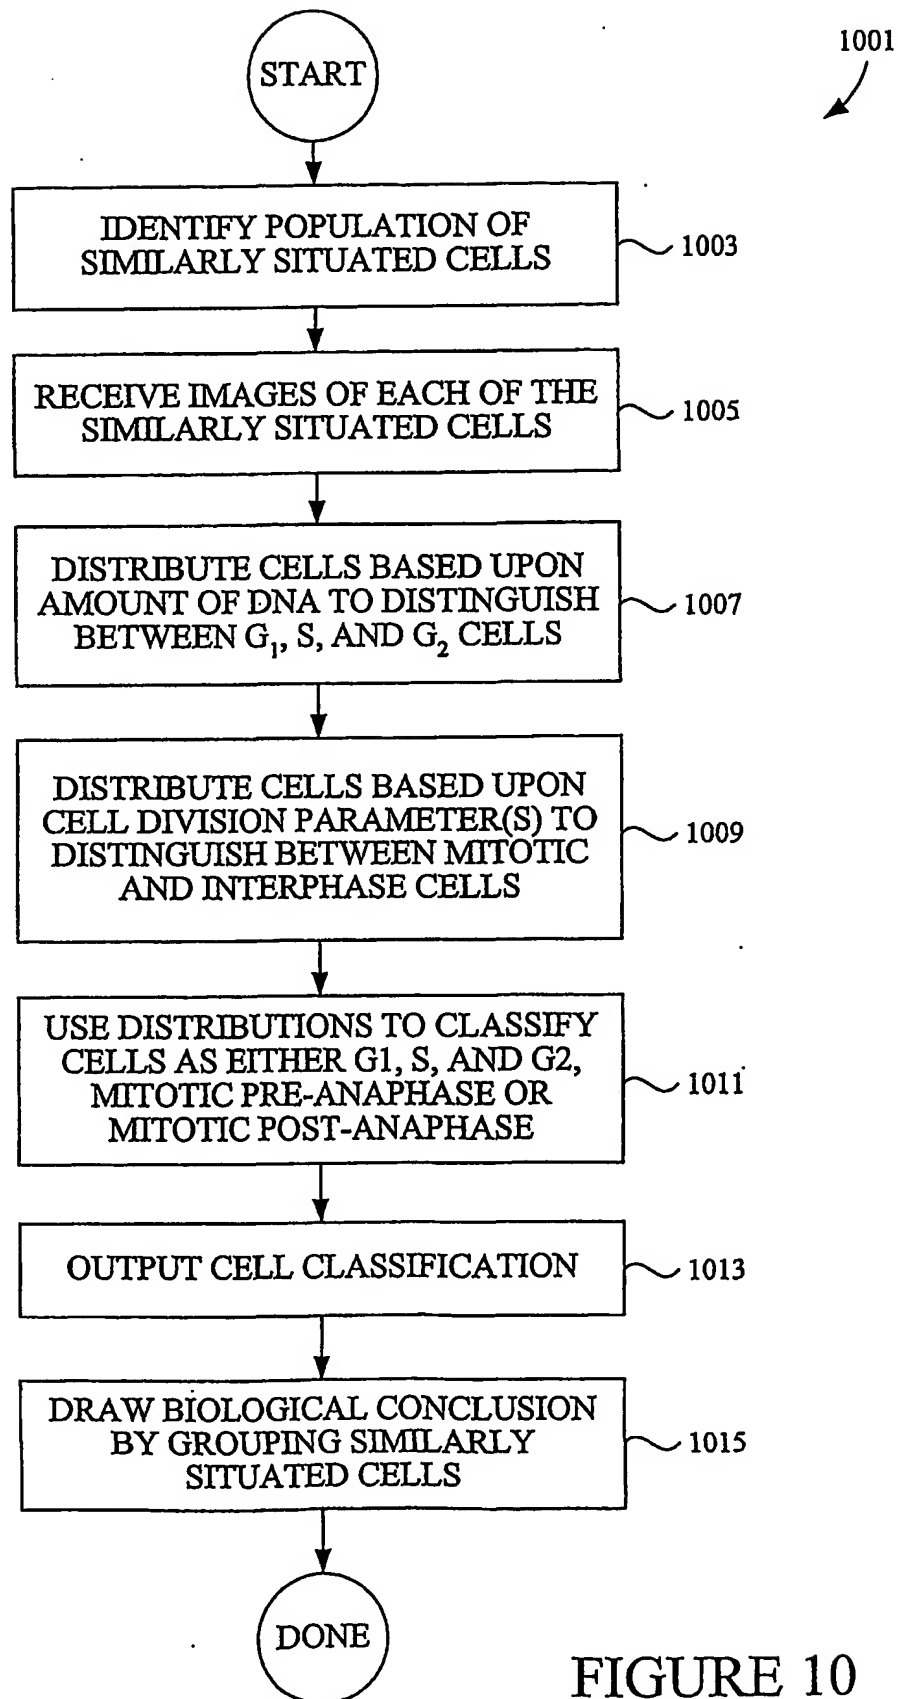 1001
START
IDENTIFY POPULATION OF
SIMILARLY SITUATED CELLS
1003
RECEIVE IMAGES OF EACH OF THE
SIMILARLY SITUATED CELLS
1005
DISTRIBUTE CELLS BASED UPON
AMOUNT OF DNA TO DISTINGUISH
BETWEEN G₁, S, AND G₂ CELLS
1007
DISTRIBUTE CELLS BASED UPON
CELL DIVISION PARAMETER(S) TO
DISTINGUISH BETWEEN MITOTIC
AND INTERPHASE CELLS
1009
USE DISTRIBUTIONS TO CLASSIFY
CELLS AS EITHER G1, S, AND G2,
MITOTIC PRE-ANAPHASE OR
MITOTIC POST-ANAPHASE
1011
OUTPUT CELL CLASSIFICATION
1013
DRAW BIOLOGICAL CONCLUSION
BY GROUPING SIMILARLY
SITUATED CELLS
1015
DONE
FIGURE 10